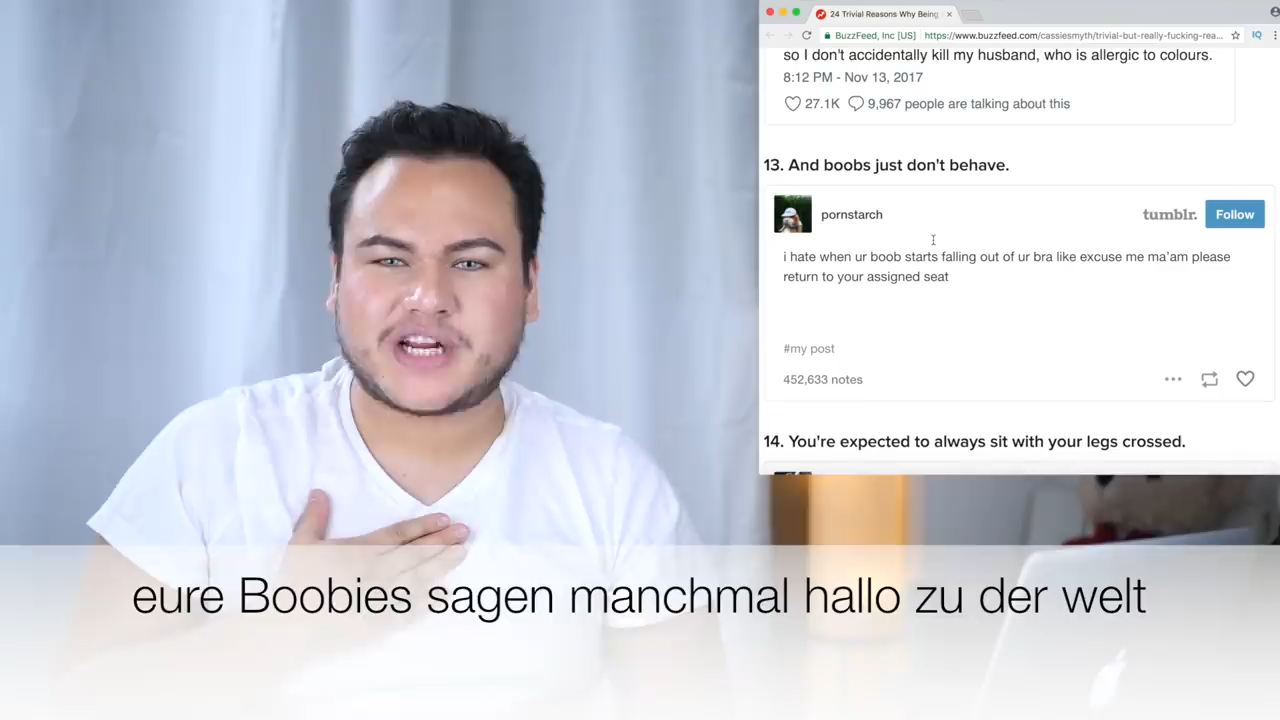 24 Trivial Reasons Why Being
BuzzFeed, Inc [US]
https://www.buzzfeed.com/cassiesmyth/trivial-but-really-fucking-rea...
so I don't accidentally kill my husband, who is allergic to colours.
8:12 PM - Nov 13, 2017
27.1K 9,967 people are talking about this
13. And boobs just don't behave.
pornstarch
tumblr. Follow
i hate when ur boob starts falling out of ur bra like excuse me ma'am please
return to your assigned seat
#my post
452,633 notes
14. You're expected to always sit with your legs crossed.
eure Boobies sagen manchmal hallo zu der welt